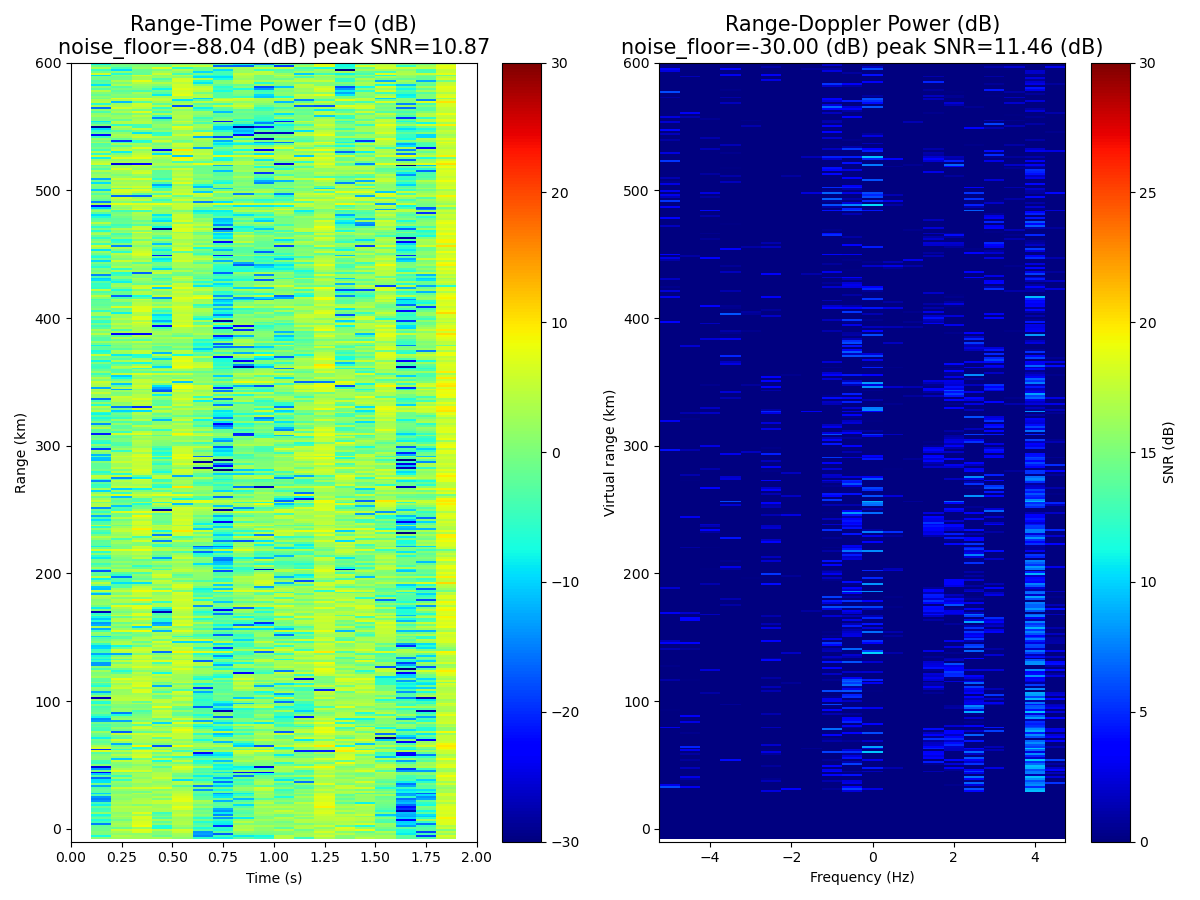 Range-Time Power f=0 (dB)
noise_floor=-88.04 (dB) peak SNR=10.87
600
500
400
300
200
100
0
Range (km)
0.00 0.25 0.50 0.75 1.00 1.25 1.50 1.75 2.00
Time (s)
30
20
10
0
−10
−20
−30
Range-Doppler Power (dB)
noise_floor=-30.00 (dB) peak SNR=11.46 (dB)
600
500
400
300
200
100
0
Virtual range (km)
−4 −2 0 2 4
Frequency (Hz)
30
25
20
15
10
5
0
SNR (dB)